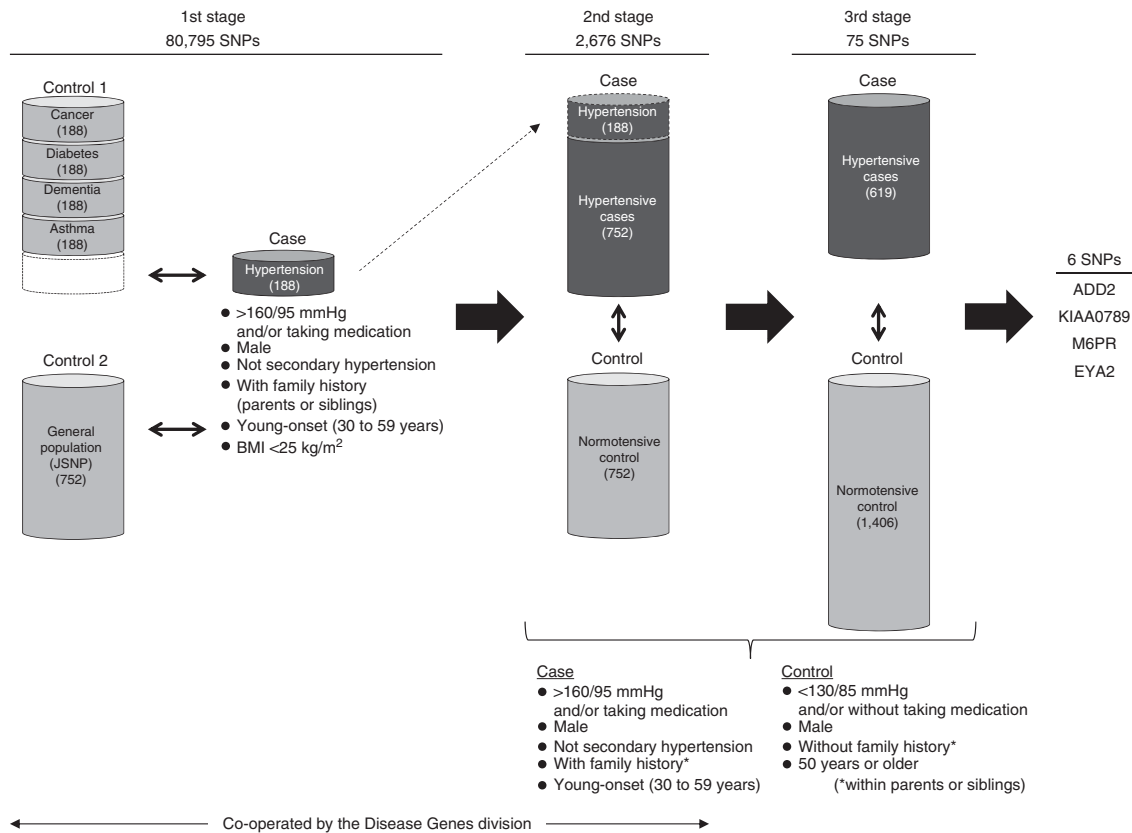 1st stage
80,795 SNPs
2nd stage
2,676 SNPs
3rd stage
75 SNPs
Control 1
Cancer
(188)
Diabetes
(188)
Dementia
(188)
Asthma
(188)
Case
Hypertension
(188)
>160/95 mmHg
and/or taking medication
Male
Not secondary hypertension
With family history
(parents or siblings)
Young-onset (30 to 59 years)
BMI <25 kg/m²
Control 2
General
population
(JSNP)
(752)
Case
Hypertension
(188)
Hypertensive
cases
(752)
Control
Normotensive
control
(752)
Case
Hypertensive
cases
(619)
Control
Normotensive
control
(1,406)
6 SNPs
ADD2
KIAA0789
M6PR
EYA2
Case
>160/95 mmHg
and/or taking medication
Male
Not secondary hypertension
With family history*
Young-onset (30 to 59 years)
Control
<130/85 mmHg
and/or without taking medication
Male
Without family history*
50 years or older
(*within parents or siblings)
Co-operated by the Disease Genes division